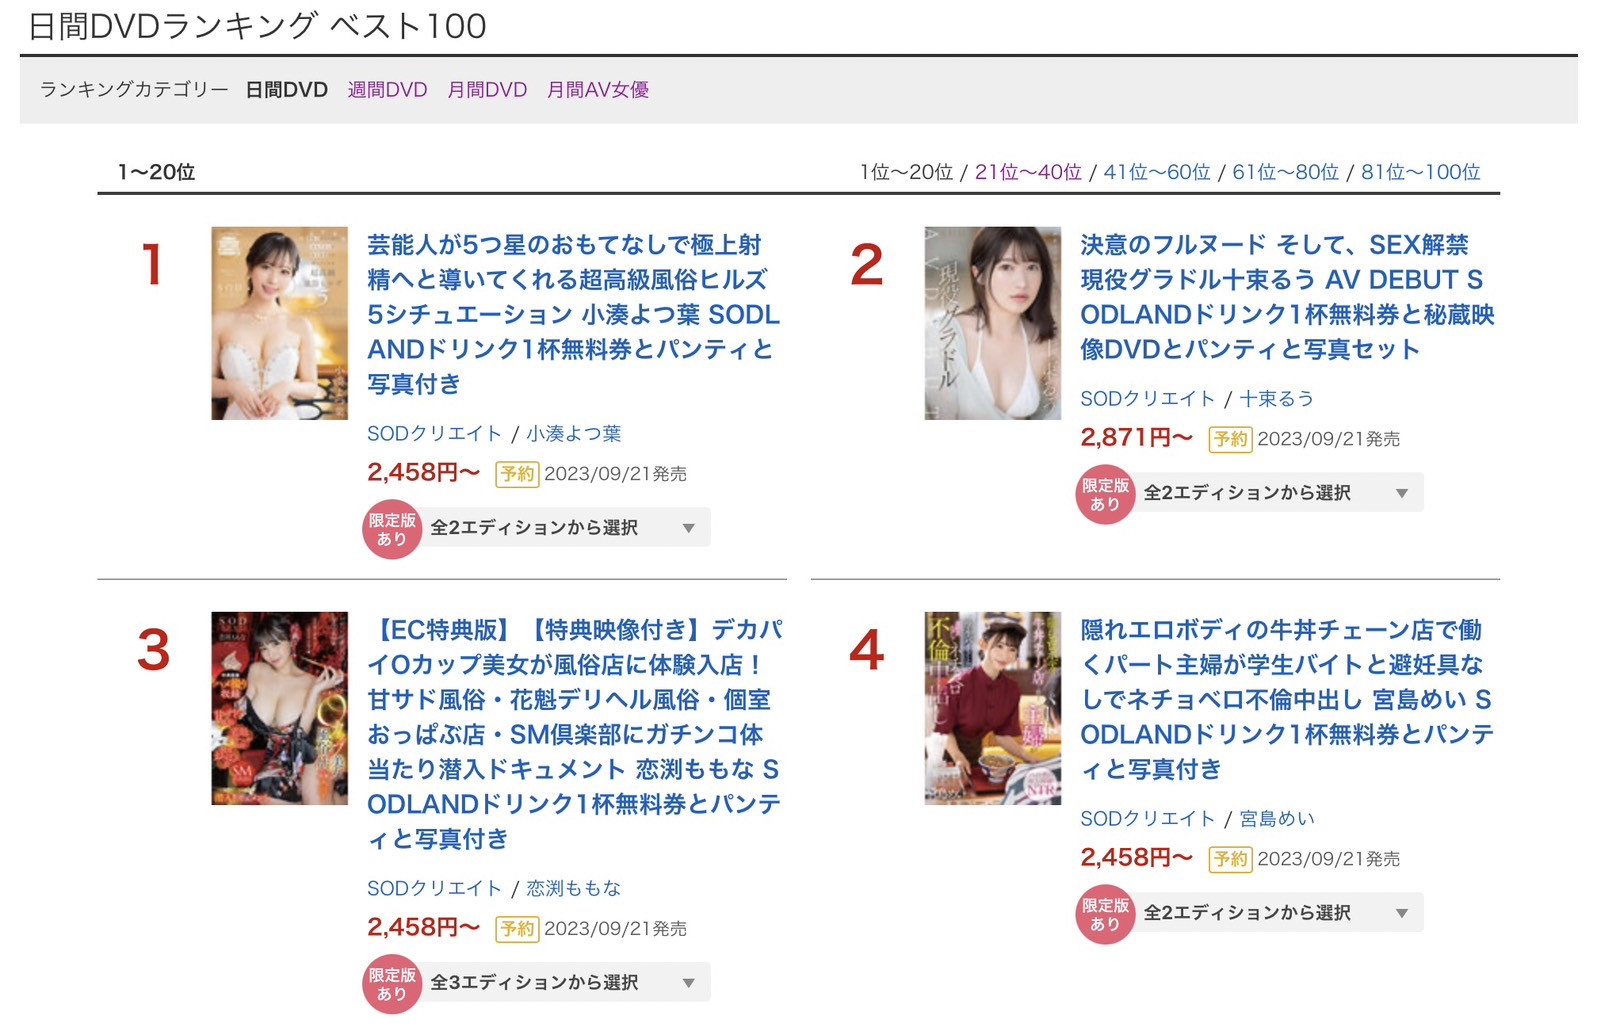 日間DVDランキング ベスト100
ランキングカテゴリー 日間DVD 週間DVD 月間DVD 月間AV女優
1〜20位
1位〜20位 / 21位〜40位 / 41位〜60位 / 61位〜80位 / 81位〜100位
1
芸能人が5つ星のおもてなしで極上射
精へと導いてくれる超高級風俗ヒルズ
5シチュエーション 小湊よつ葉 SODL
ANDドリンク1杯無料券とパンティと
写真付き
SODクリエイト / 小湊よつ葉
2,458円〜 予約 2023/09/21発売
限定版
あり
全2エディションから選択 ▼
2
現役グラドル
決意のフルヌード そして、SEX解禁
現役グラドル十束るう AV DEBUT S
ODLANDドリンク1杯無料券と秘蔵映
像DVDとパンティと写真セット
SODクリエイト / 十束るう
2,871円〜 予約 2023/09/21発売
限定版
あり
全2エディションから選択 ▼
3
SOD
SM
【EC特典版】【特典映像付き】デカパ
イOカップ美女が風俗店に体験入店！
甘サド風俗・花魁デリヘル風俗・個室
おっぱぶ店・SM倶楽部にガチンコ体
当たり潜入ドキュメント 恋渕ももな S
ODLANDドリンク1杯無料券とパンテ
ィと写真付き
SODクリエイト / 恋渕ももな
2,458円〜 予約 2023/09/21発売
限定版
あり
全3エディションから選択 ▼
4
不倫
主婦
NTR
隠れエロボディの牛丼チェーン店で働
くパート主婦が学生バイトと避妊具な
しでネチョベロ不倫中出し 宮島めい S
ODLANDドリンク1杯無料券とパンテ
ィと写真付き
SODクリエイト / 宮島めい
2,458円〜 予約 2023/09/21発売
限定版
あり
全2エディションから選択 ▼